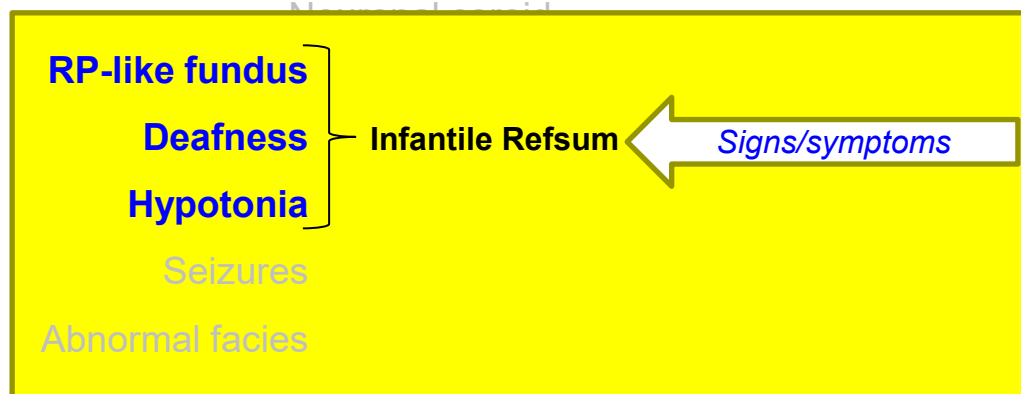 RP-like fundus
Deafness
Infantile Refsum
Signs/symptoms
Hypotonia
Seizures
Abnormal facies